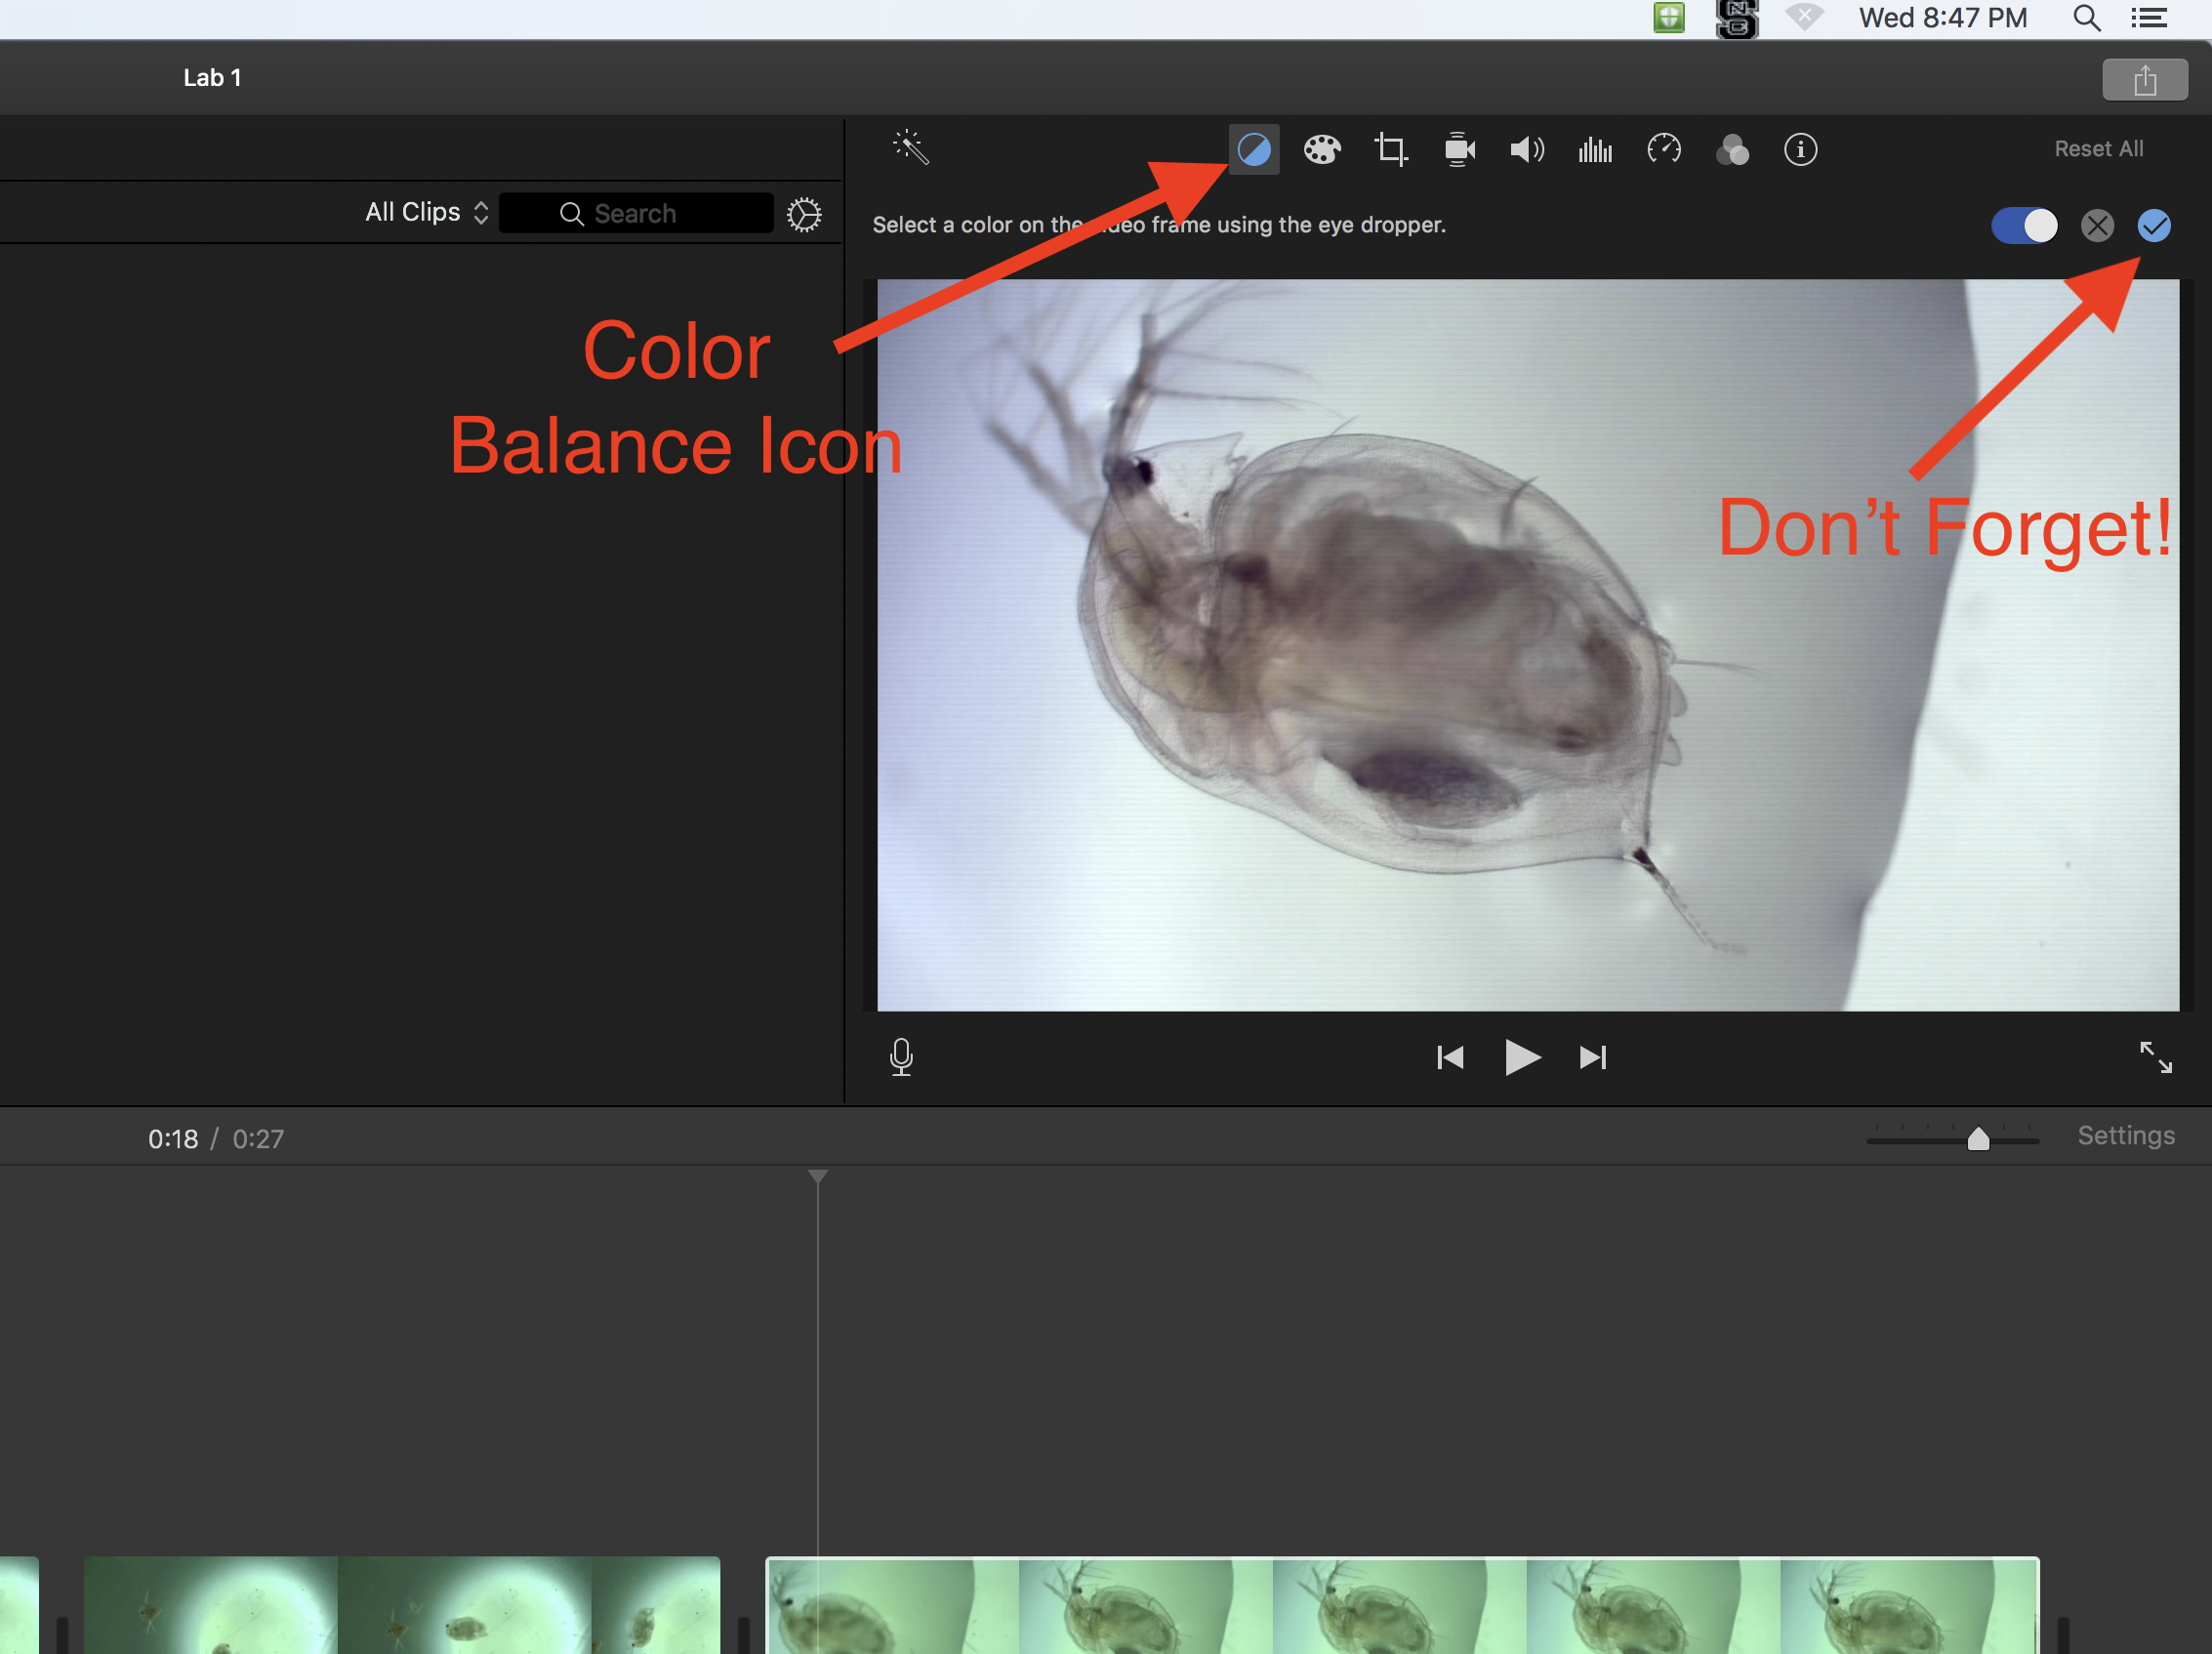 Wed 8:47 PM
Lab 1
Reset All
All Clips
Search
Select a color on the video frame using the eye dropper.
Color
Balance Icon
Don’t Forget!
0:18 / 0:27
Settings